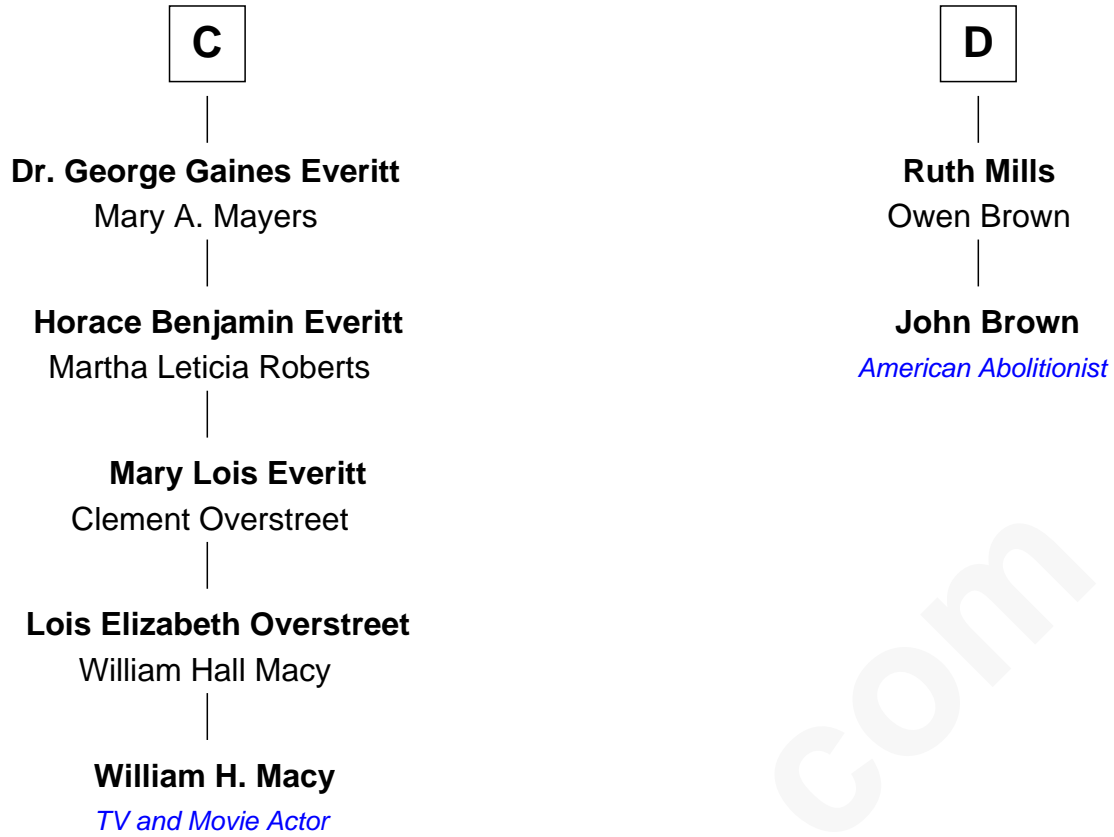 C
Dr. George Gaines Everitt
Mary A. Mayers
Horace Benjamin Everitt
Martha Leticia Roberts
Mary Lois Everitt
Clement Overstreet
Lois Elizabeth Overstreet
William Hall Macy
William H. Macy
TV and Movie Actor
D
Ruth Mills
Owen Brown
John Brown
American Abolitionist
com